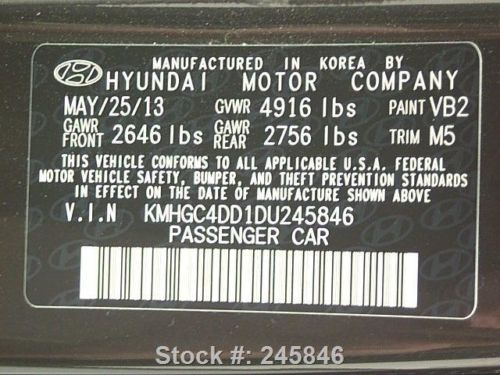 MANUFACTURED IN KOREA BY
HYUNDAI MOTOR COMPANY
MAY/25/13 GVWR 4916 lbs PAINT VB2
GAWR FRONT 2646 lbs GAWR REAR 2756 lbs TRIM M5
THIS VEHICLE CONFORMS TO ALL APPLICABLE U.S.A. FEDERAL
MOTOR VEHICLE SAFETY, BUMPER, AND THEFT PREVENTION STANDARDS
IN EFFECT ON THE DATE OF MANUFACTURE SHOWN ABOVE
V.I.N KMHGC4DD1DU245846
PASSENGER CAR
Stock #: 245846